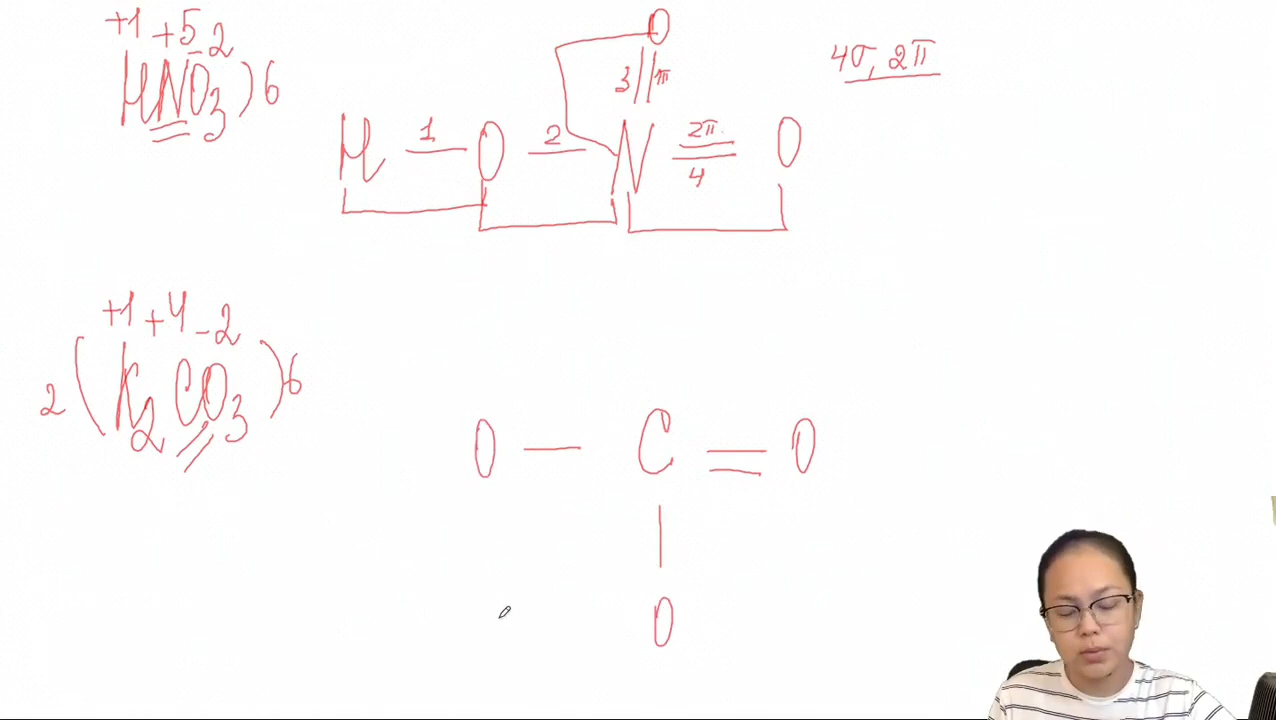 +1 +5 -2
HNO3)6
O
3 || π
H 1— O 2— N 2π = 4 O
4σ, 2π
+1 +4 -2
2 (K2CO3)6
O — C = O
|
O